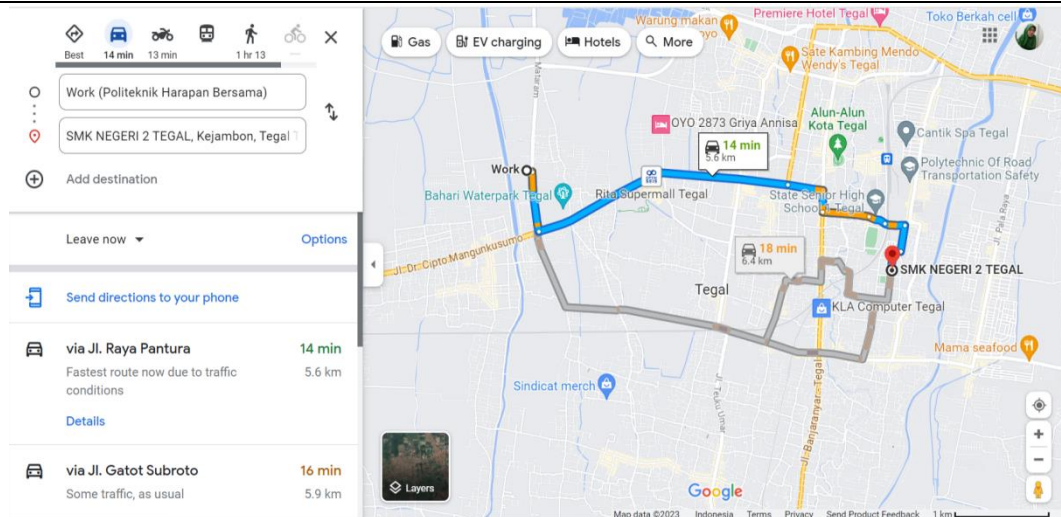 Best
14 min
13 min
1 hr 13
Work (Politeknik Harapan Bersama)
SMK NEGERI 2 TEGAL, Kejambon, Tegal
Add destination
Leave now
Options
Send directions to your phone
via Jl. Raya Pantura
14 min
Fastest route now due to traffic
5.6 km
conditions
Details
via Jl. Gatot Subroto
16 min
Some traffic, as usual
5.9 km
Gas
EV charging
Hotels
More
Warung makan
Premiere Hotel Tegal
Toko Berkah cell
Sate Kambing Mendo
Wendy's Tegal
Mataram
OYO 2873 Griya Annisa
Alun-Alun
Kota Tegal
Cantik Spa Tegal
14 min
5.6 km
Polytechnic Of Road
Transportation Safety
Work
Bahari Waterpark Tegal
Rita Supermall Tegal
State Senior High
School 1 Tegal
Jl. Pala Raya
Jl. Dr. Cipto Mangunkusumo
18 min
6.4 km
SMK NEGERI 2 TEGAL
Tegal
KLA Computer Tegal
Mama seafood
Sindicat merch
Jl. Teuku Umar
Jl. Banjaranyar-Tegal
Layers
Google
Map data ©2023
Indonesia
Terms
Privacy
Send Product Feedback
1 km